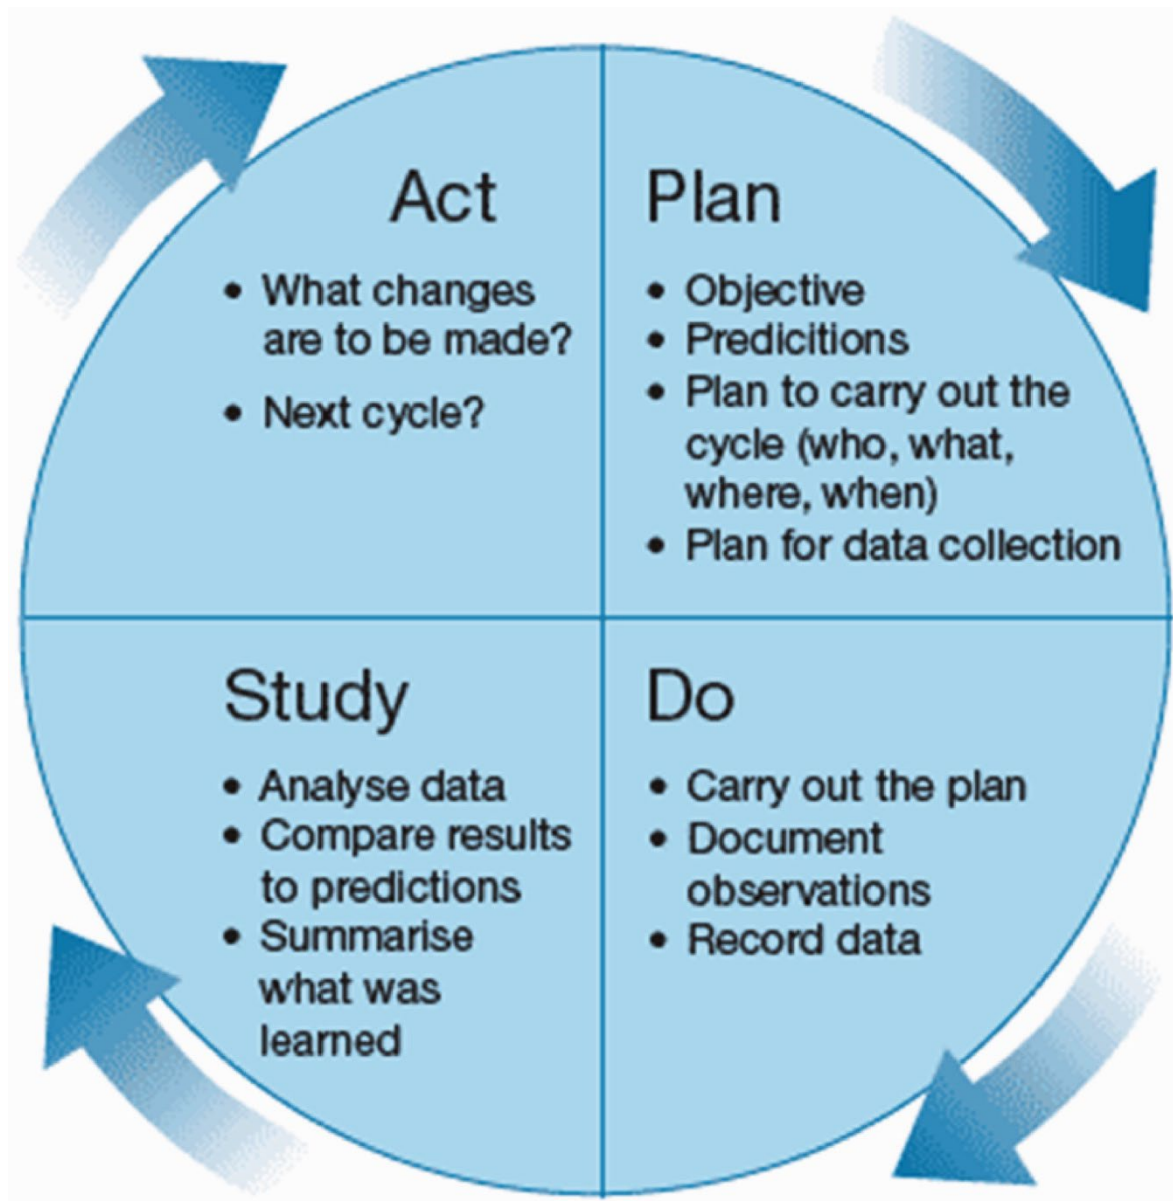 Act
• What changes
are to be made?
• Next cycle?
Plan
• Objective
• Predicitions
• Plan to carry out the
cycle (who, what,
where, when)
• Plan for data collection
Study
• Analyse data
• Compare results
to predictions
• Summarise
what was
learned
Do
• Carry out the plan
• Document
observations
• Record data